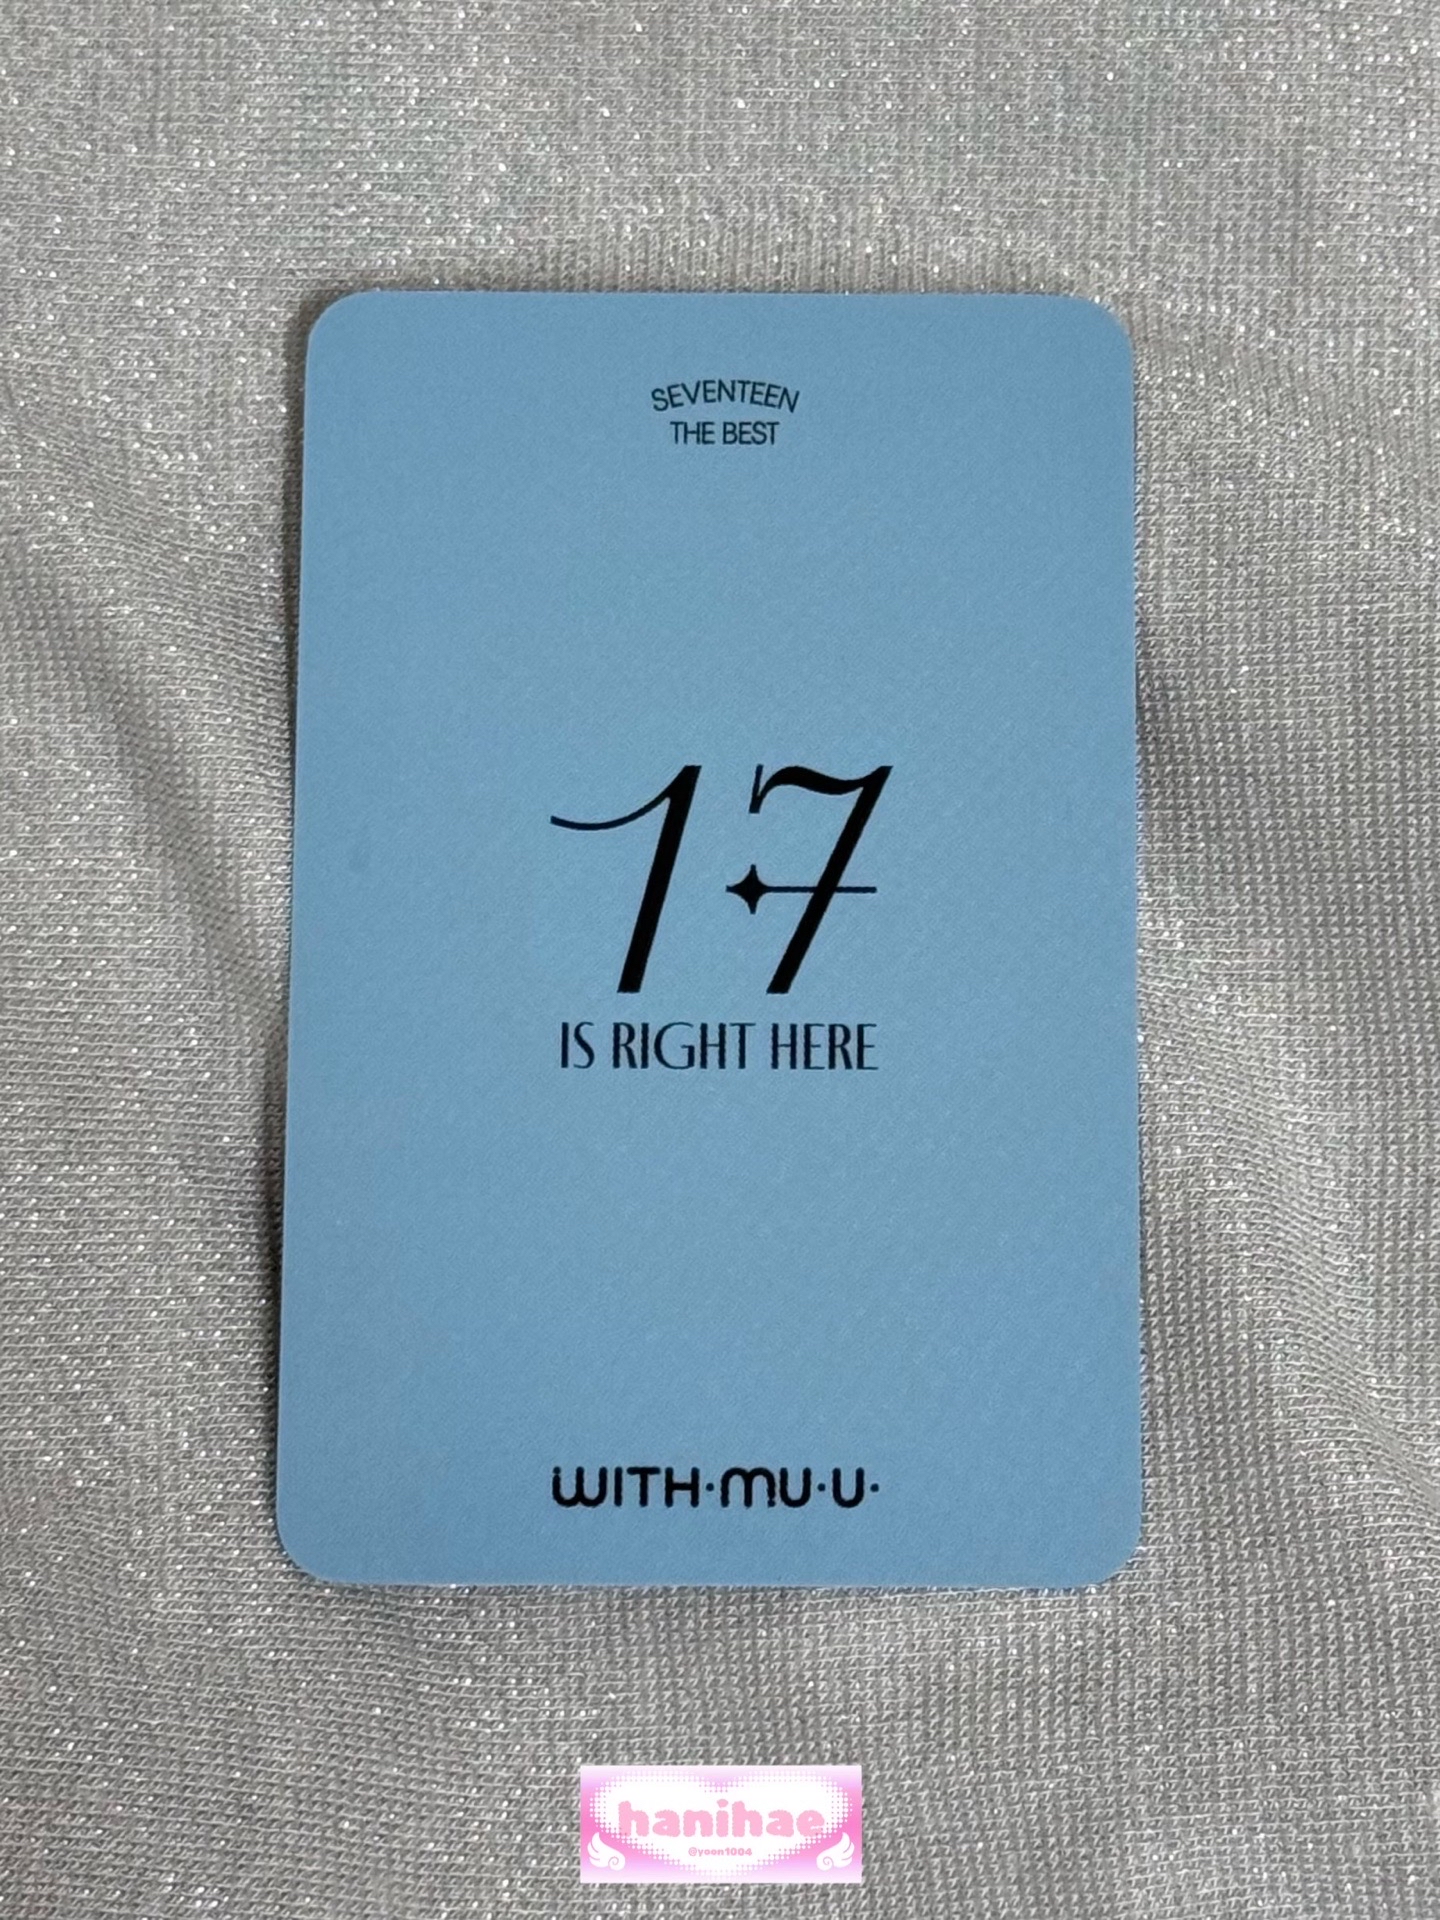 SEVENTEEN
THE BEST
17
IS RIGHT HERE
WITH·MU·U·
hanihae
@yoon1004